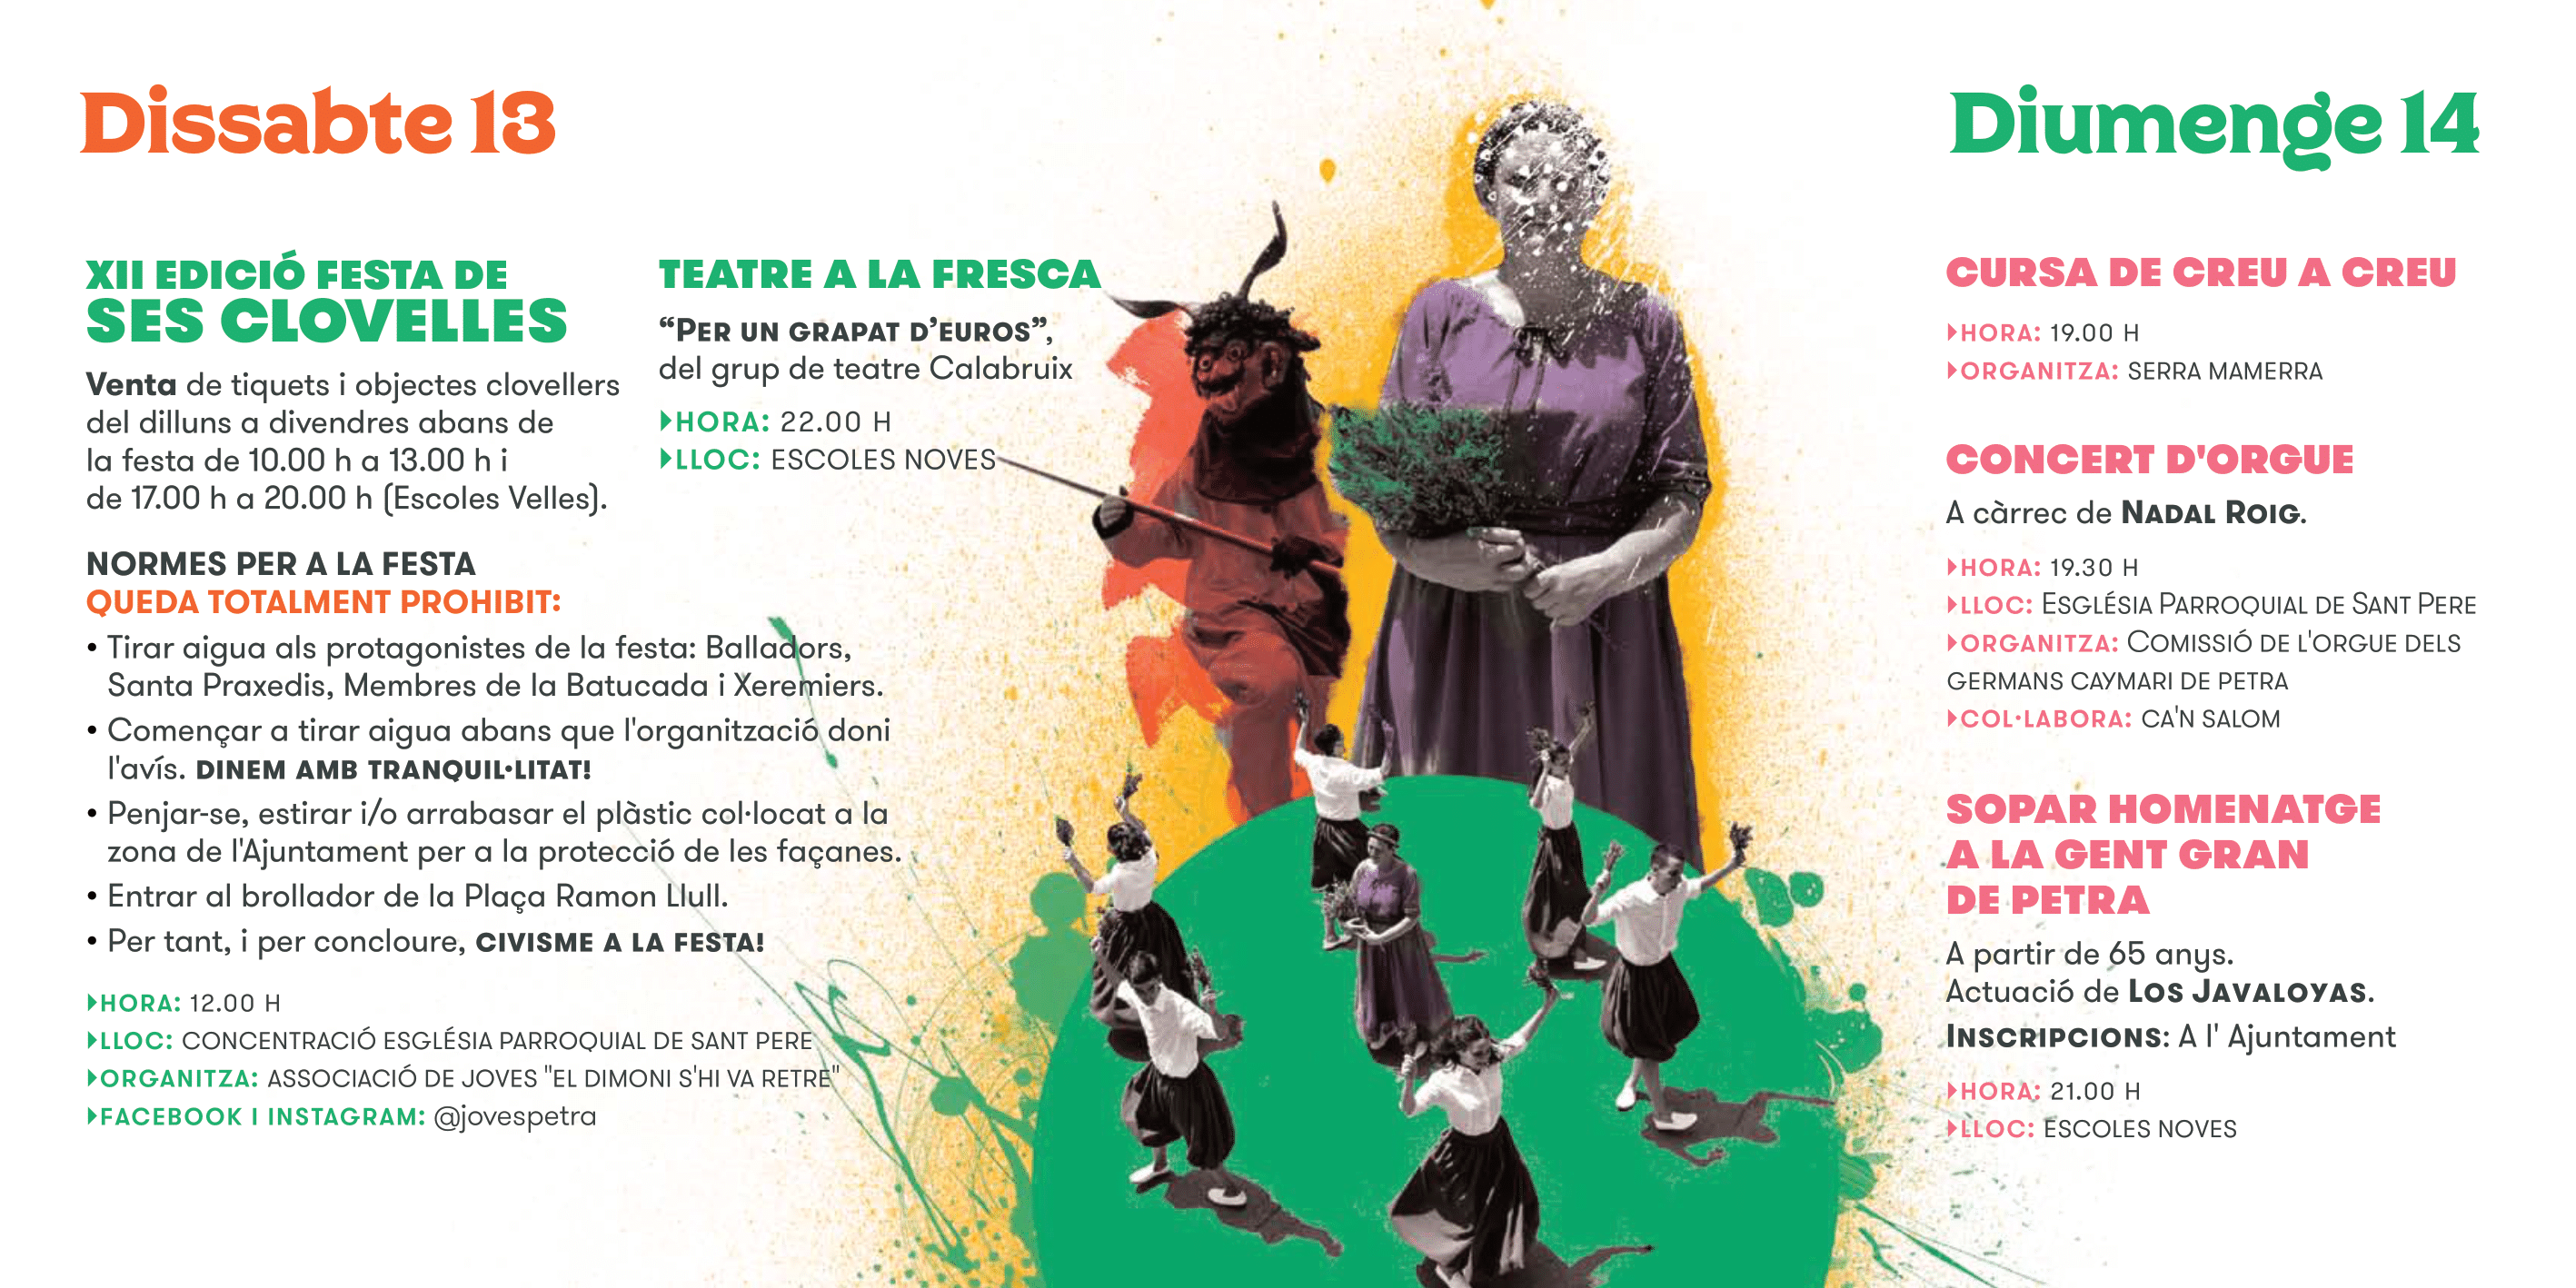 Dissabte 13
XII EDICIÓ FESTA DE
SES CLOVELLES
Venta de tiquets i objectes clovellers
del dilluns a divendres abans de
la festa de 10.00 h a 13.00 h i
de 17.00 h a 20.00 h (Escoles Velles).
NORMES PER A LA FESTA
QUEDA TOTALMENT PROHIBIT:
• Tirar aigua als protagonistes de la festa: Balladors,
Santa Praxedis, Membres de la Batucada i Xeremiers.
• Començar a tirar aigua abans que l'organització doni
l'avís. DINEM AMB TRANQUIL·LITAT!
• Penjar-se, estirar i/o arrabasar el plàstic col·locat a la
zona de l'Ajuntament per a la protecció de les façanes.
• Entrar al brollador de la Plaça Ramon Llull.
• Per tant, i per concloure, CIVISME A LA FESTA!
HORA: 12.00 H
LLOC: CONCENTRACIÓ ESGLÉSIA PARROQUIAL DE SANT PERE
ORGANITZA: ASSOCIACIÓ DE JOVES "EL DIMONI S'HI VA RETRE"
FACEBOOK I INSTAGRAM: @jovespetra
TEATRE A LA FRESCA
“PER UN GRAPAT D’EUROS”,
del grup de teatre Calabruix
HORA: 22.00 H
LLOC: ESCOLES NOVES
Diumenge 14
CURSA DE CREU A CREU
HORA: 19.00 H
ORGANITZA: SERRA MAMERRA
CONCERT D'ORGUE
A càrrec de NADAL ROIG.
HORA: 19.30 H
LLOC: ESGLÉSIA PARROQUIAL DE SANT PERE
ORGANITZA: COMISSIÓ DE L'ORGUE DELS
GERMANS CAYMARI DE PETRA
COL·LABORA: CA'N SALOM
SOPAR HOMENATGE
A LA GENT GRAN
DE PETRA
A partir de 65 anys.
Actuació de LOS JAVALOYAS.
INSCRIPCIONS: A l' Ajuntament
HORA: 21.00 H
LLOC: ESCOLES NOVES